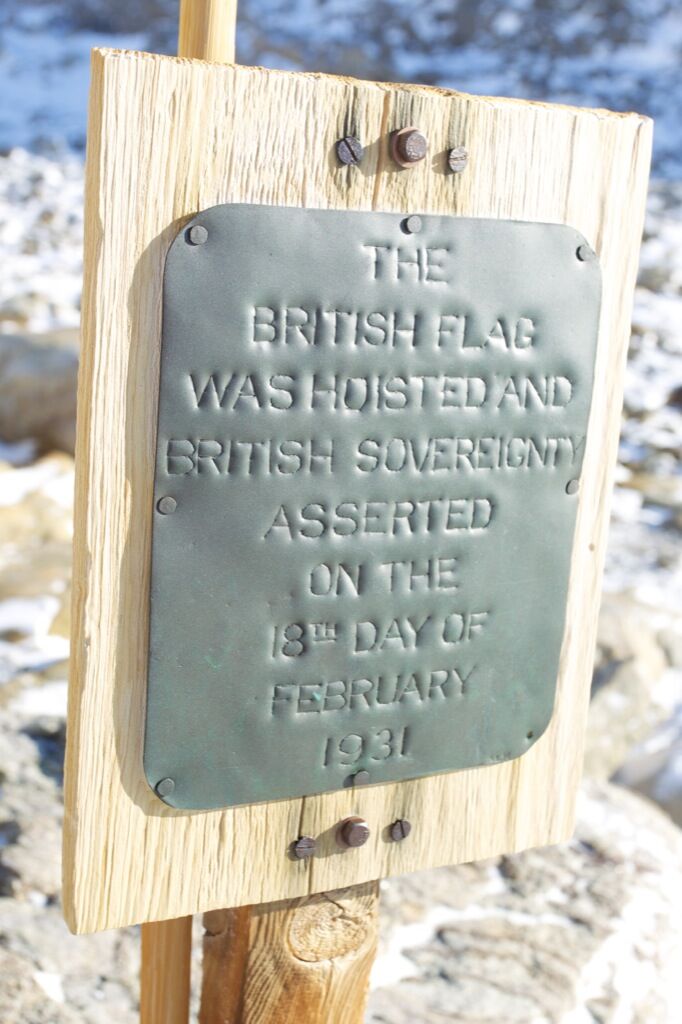 THE
BRITISH FLAG
WAS HOISTED AND
BRITISH SOVEREIGNTY
ASSERTED
ON THE
18TH DAY OF
FEBRUARY
1931